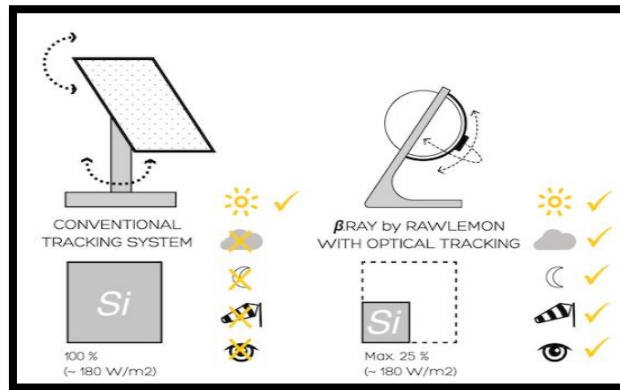 CONVENTIONAL
TRACKING SYSTEM
Si
100 %
(~ 180 W/m2)
βRAY by RAWLEMON
WITH OPTICAL TRACKING
Si
Max. 25 %
(~ 180 W/m2)